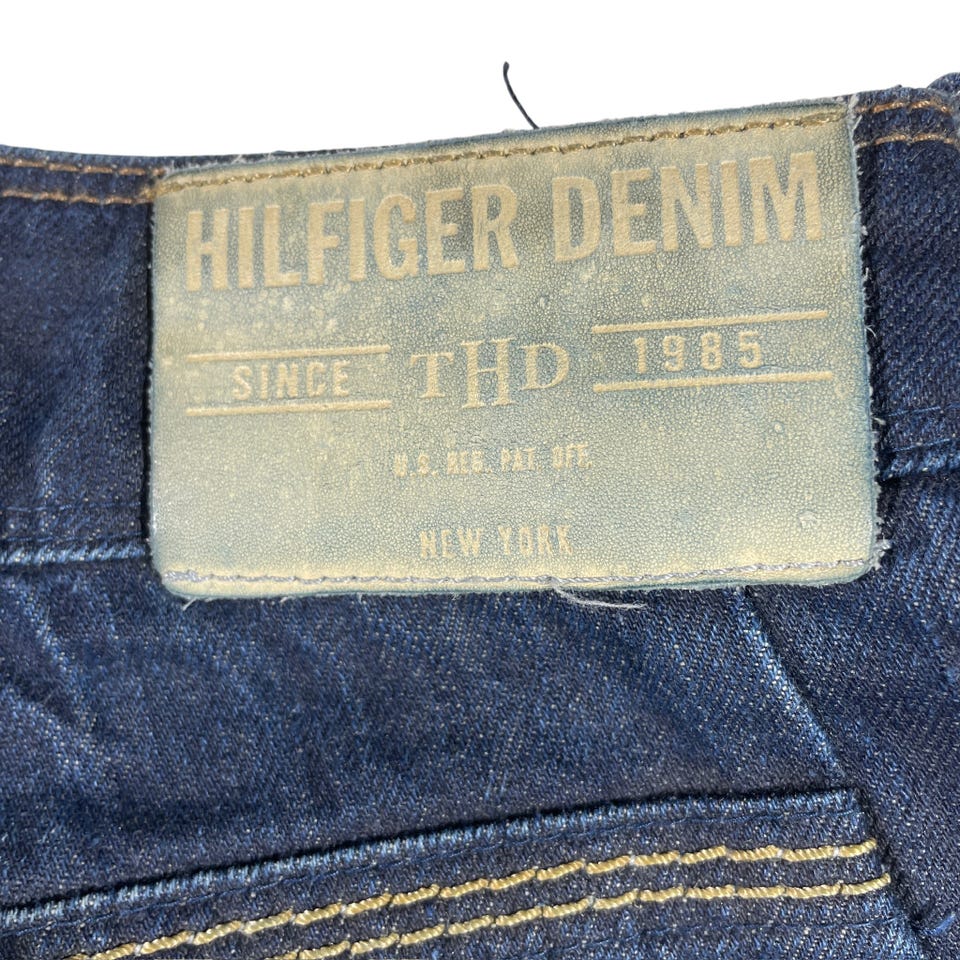 HILFIGER DENIM
SINCE THD 1985
U.S. REG. PAT. OFF.
NEW YORK